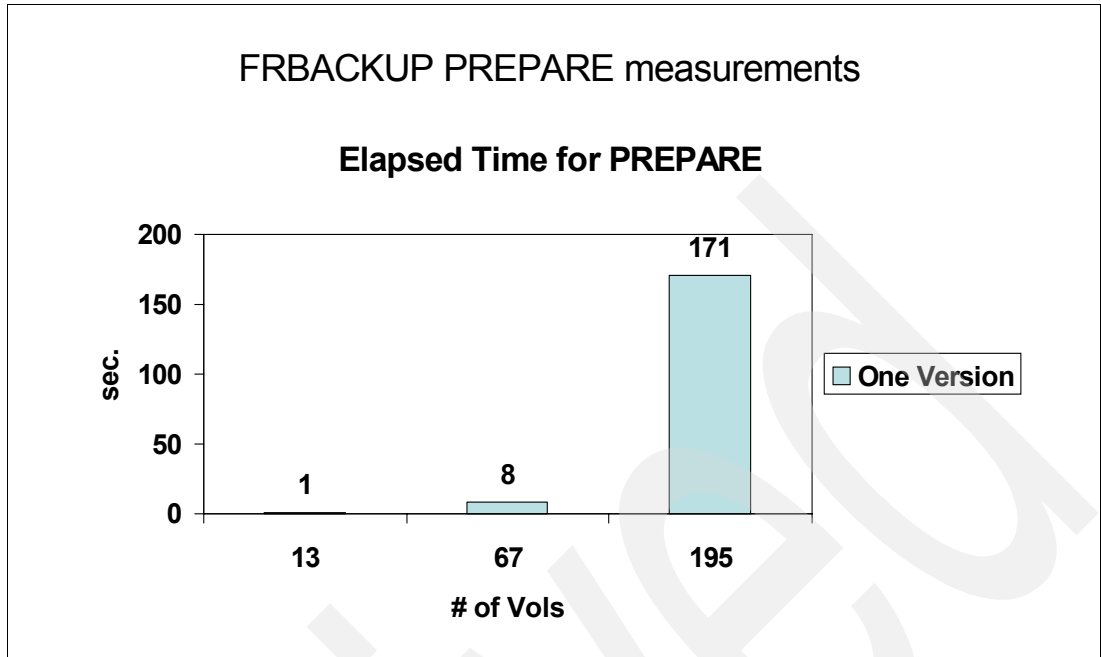 FRBACKUP PREPARE measurements
Elapsed Time for PREPARE
200
150
100
50
0
sec.
1
8
171
13
67
195
# of Vols
One Version